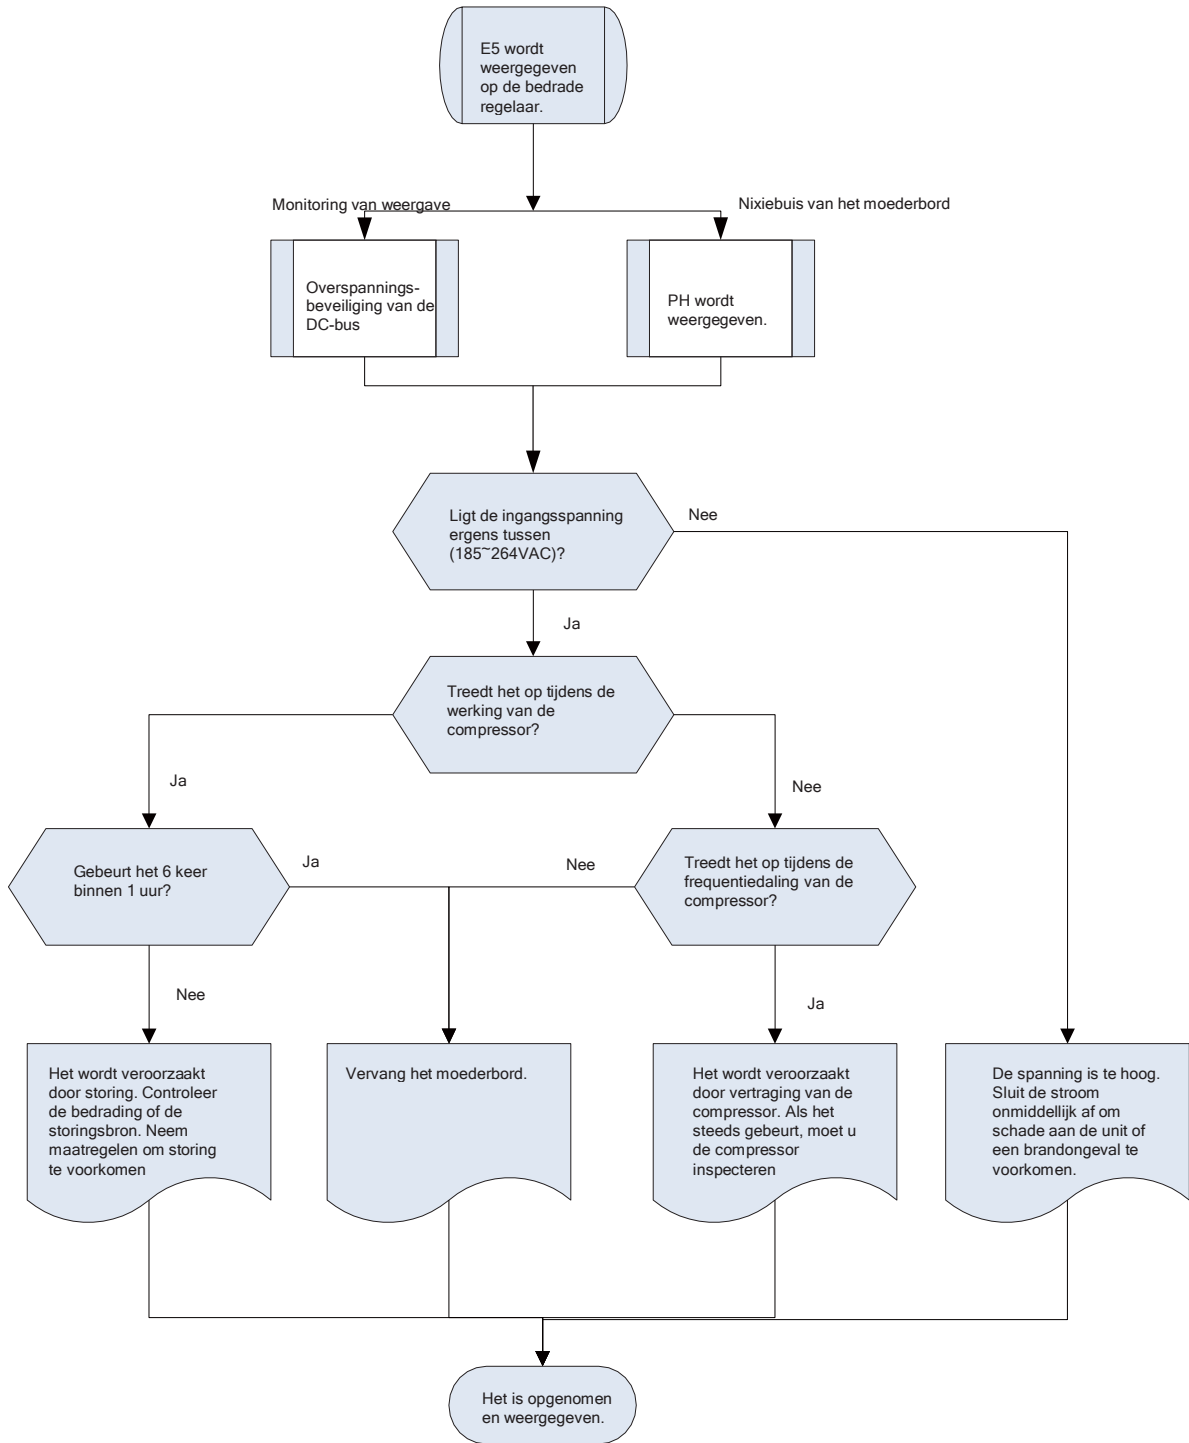 E5 wordt
weergegeven
op de bedrade
regelaar.
Monitoring van weergave
Nixiebuis van het moederbord
Overspannings-
beveiliging van de
DC-bus
PH wordt
weergegeven.
Ligt de ingangsspanning
ergens tussen
(185~264VAC)?
Nee
Ja
Treedt het op tijdens de
werking van de
compressor?
Ja
Nee
Gebeurt het 6 keer
binnen 1 uur?
Ja
Nee
Treedt het op tijdens de
frequentiedaling van de
compressor?
Nee
Ja
Het wordt veroorzaakt
door storing. Controleer
de bedrading of de
storingsbron. Neem
maatregelen om storing
te voorkomen
Vervang het moederbord.
Het wordt veroorzaakt
door vertraging van de
compressor. Als het
steeds gebeurt, moet u
de compressor
inspecteren
De spanning is te hoog.
Sluit de stroom
onmiddellijk af om
schade aan de unit of
een brandongeval te
voorkomen.
Het is opgenomen
en weergegeven.